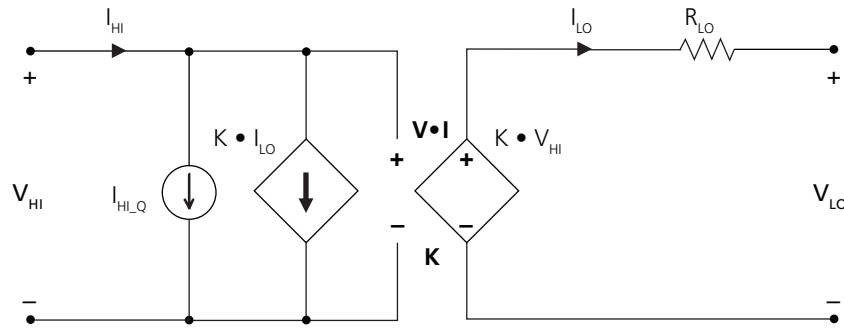 I_HI
I_LO
R_LO
+
+
K • I_LO
V•I
K • V_HI
+
+
V_HI
I_HI_Q
V_LO
–
–
K
–
–